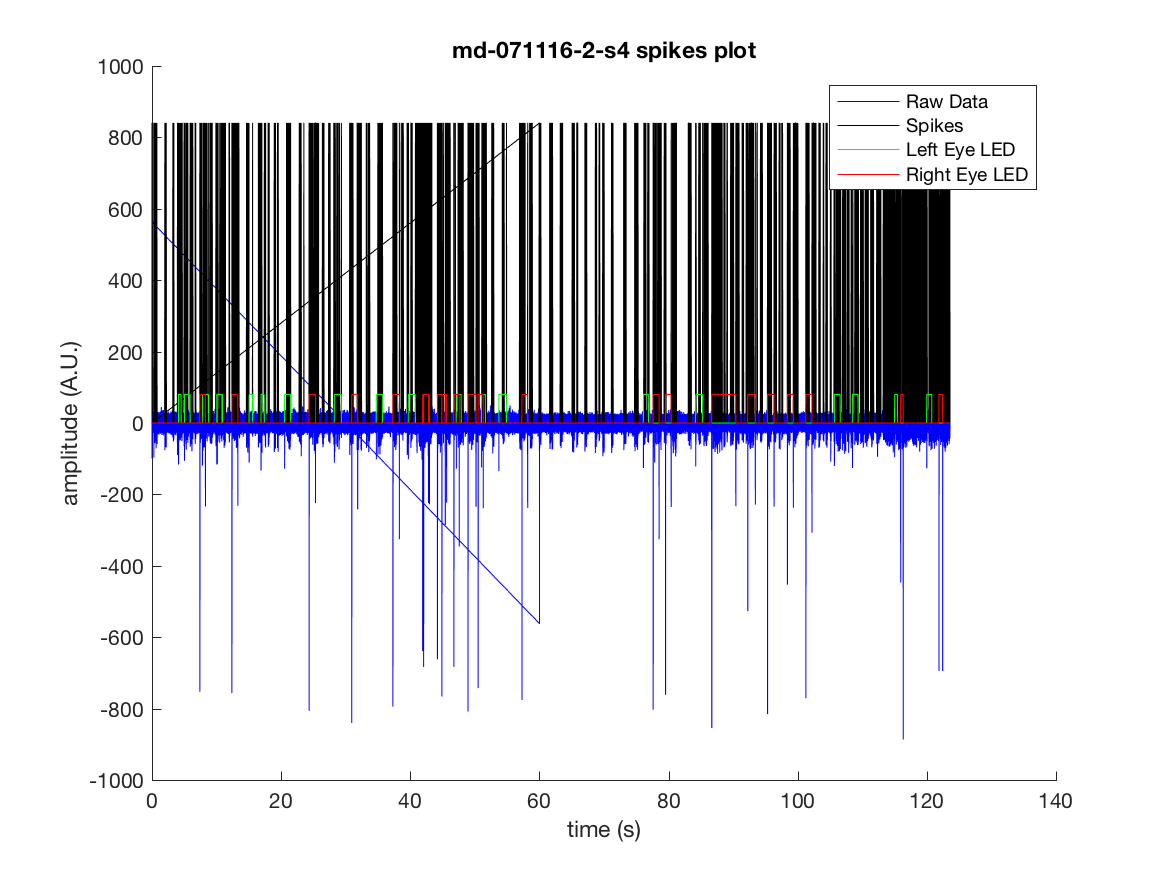 md-071116-2-s4 spikes plot
1000
800
600
400
200
0
-200
-400
-600
-800
-1000
amplitude (A.U.)
Raw Data
Spikes
Left Eye LED
Right Eye LED
0 20 40 60 80 100 120 140
time (s)